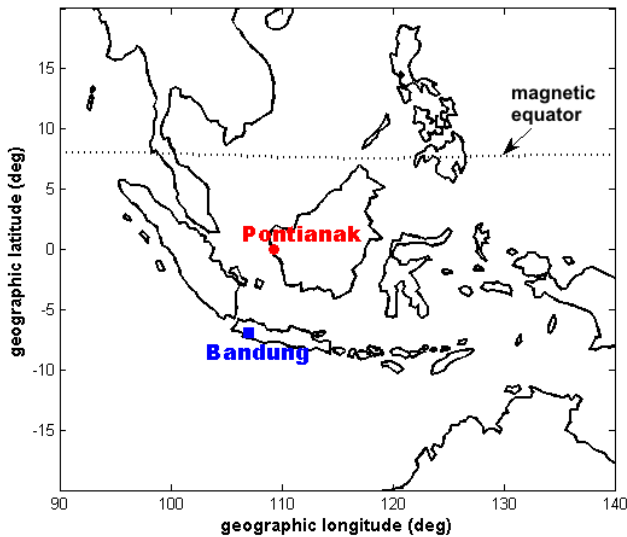 15
10
5
0
-5
-10
-15
90
100
110
120
130
140
geographic latitude (deg)
geographic longitude (deg)
magnetic
equator
Pontianak
Bandung